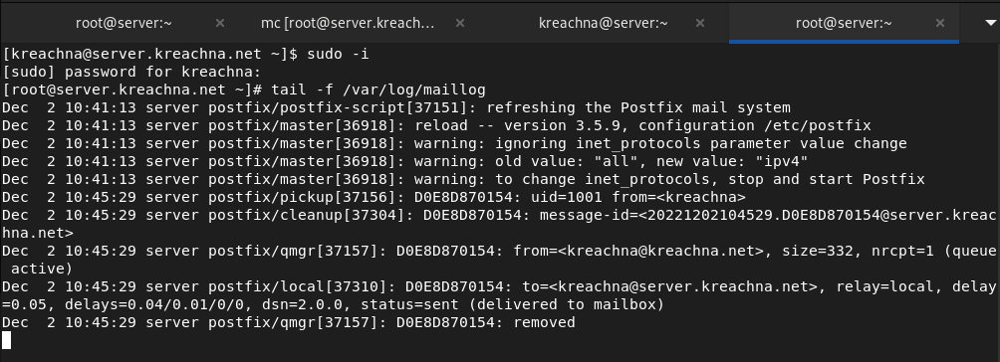 root@server:~ × mc [root@server.kreach... × kreachna@server:~ × root@server:~ ×
[kreachna@server.kreachna.net ~]$ sudo -i
[sudo] password for kreachna:
[root@server.kreachna.net ~]# tail -f /var/log/maillog
Dec  2 10:41:13 server postfix/postfix-script[37151]: refreshing the Postfix mail system
Dec  2 10:41:13 server postfix/master[36918]: reload -- version 3.5.9, configuration /etc/postfix
Dec  2 10:41:13 server postfix/master[36918]: warning: ignoring inet_protocols parameter value change
Dec  2 10:41:13 server postfix/master[36918]: warning: old value: "all", new value: "ipv4"
Dec  2 10:41:13 server postfix/master[36918]: warning: to change inet_protocols, stop and start Postfix
Dec  2 10:45:29 server postfix/pickup[37156]: D0E8D870154: uid=1001 from=<kreachna>
Dec  2 10:45:29 server postfix/cleanup[37304]: D0E8D870154: message-id=<20221202104529.D0E8D870154@server.kreac
hna.net>
Dec  2 10:45:29 server postfix/qmgr[37157]: D0E8D870154: from=<kreachna@kreachna.net>, size=332, nrcpt=1 (queue
 active)
Dec  2 10:45:29 server postfix/local[37310]: D0E8D870154: to=<kreachna@server.kreachna.net>, relay=local, delay
=0.05, delays=0.04/0.01/0/0, dsn=2.0.0, status=sent (delivered to mailbox)
Dec  2 10:45:29 server postfix/qmgr[37157]: D0E8D870154: removed